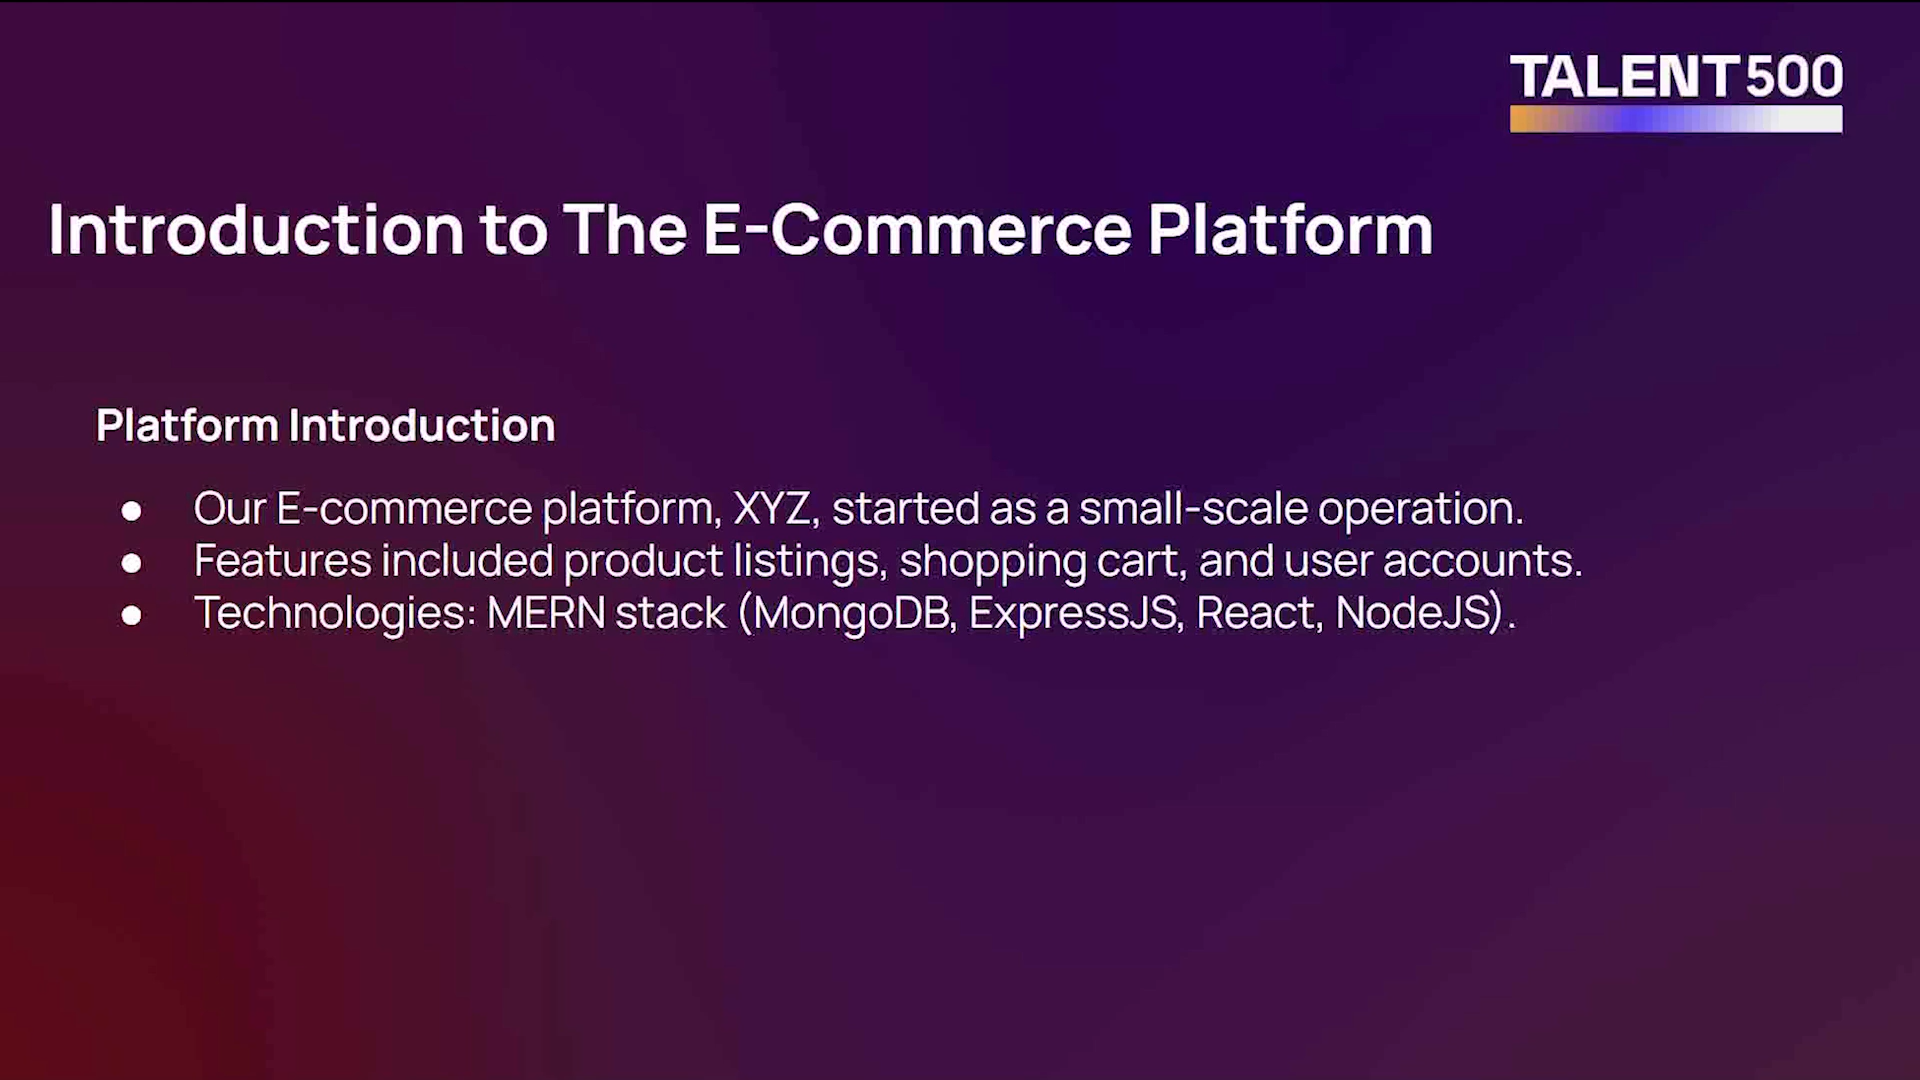 TALENT500
Introduction to The E-Commerce Platform
Platform Introduction
● Our E-commerce platform, XYZ, started as a small-scale operation.
● Features included product listings, shopping cart, and user accounts.
● Technologies: MERN stack (MongoDB, ExpressJS, React, NodeJS).